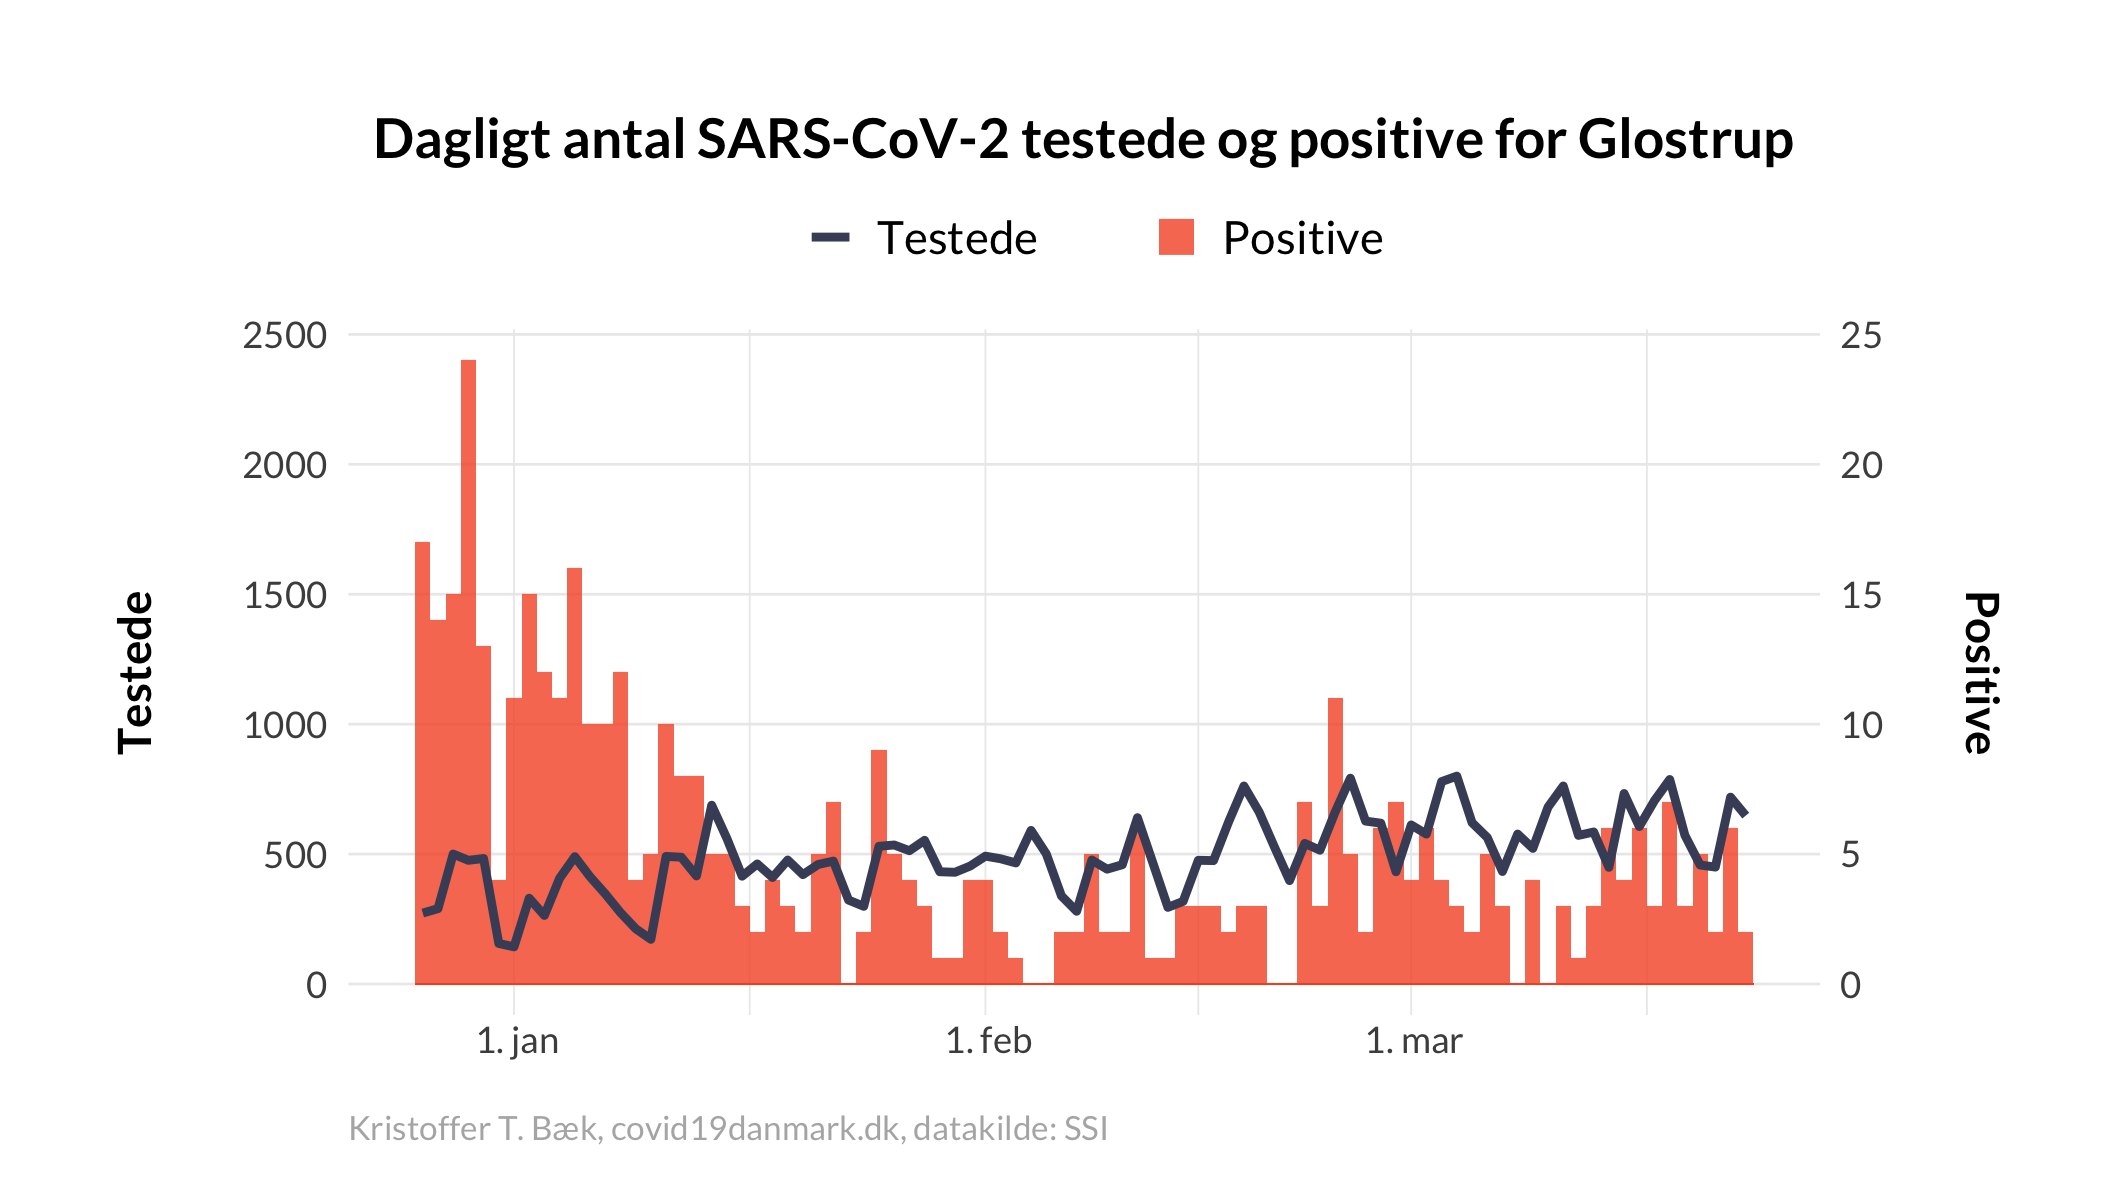 Dagligt antal SARS-CoV-2 testede og positive for Glostrup
Testede Positive
2500 25
2000 20
1500 15
1000 10
500 5
0 0
Testede
Positive
1. jan 1. feb 1. mar
Kristoffer T. Bæk, covid19danmark.dk, datakilde: SSI